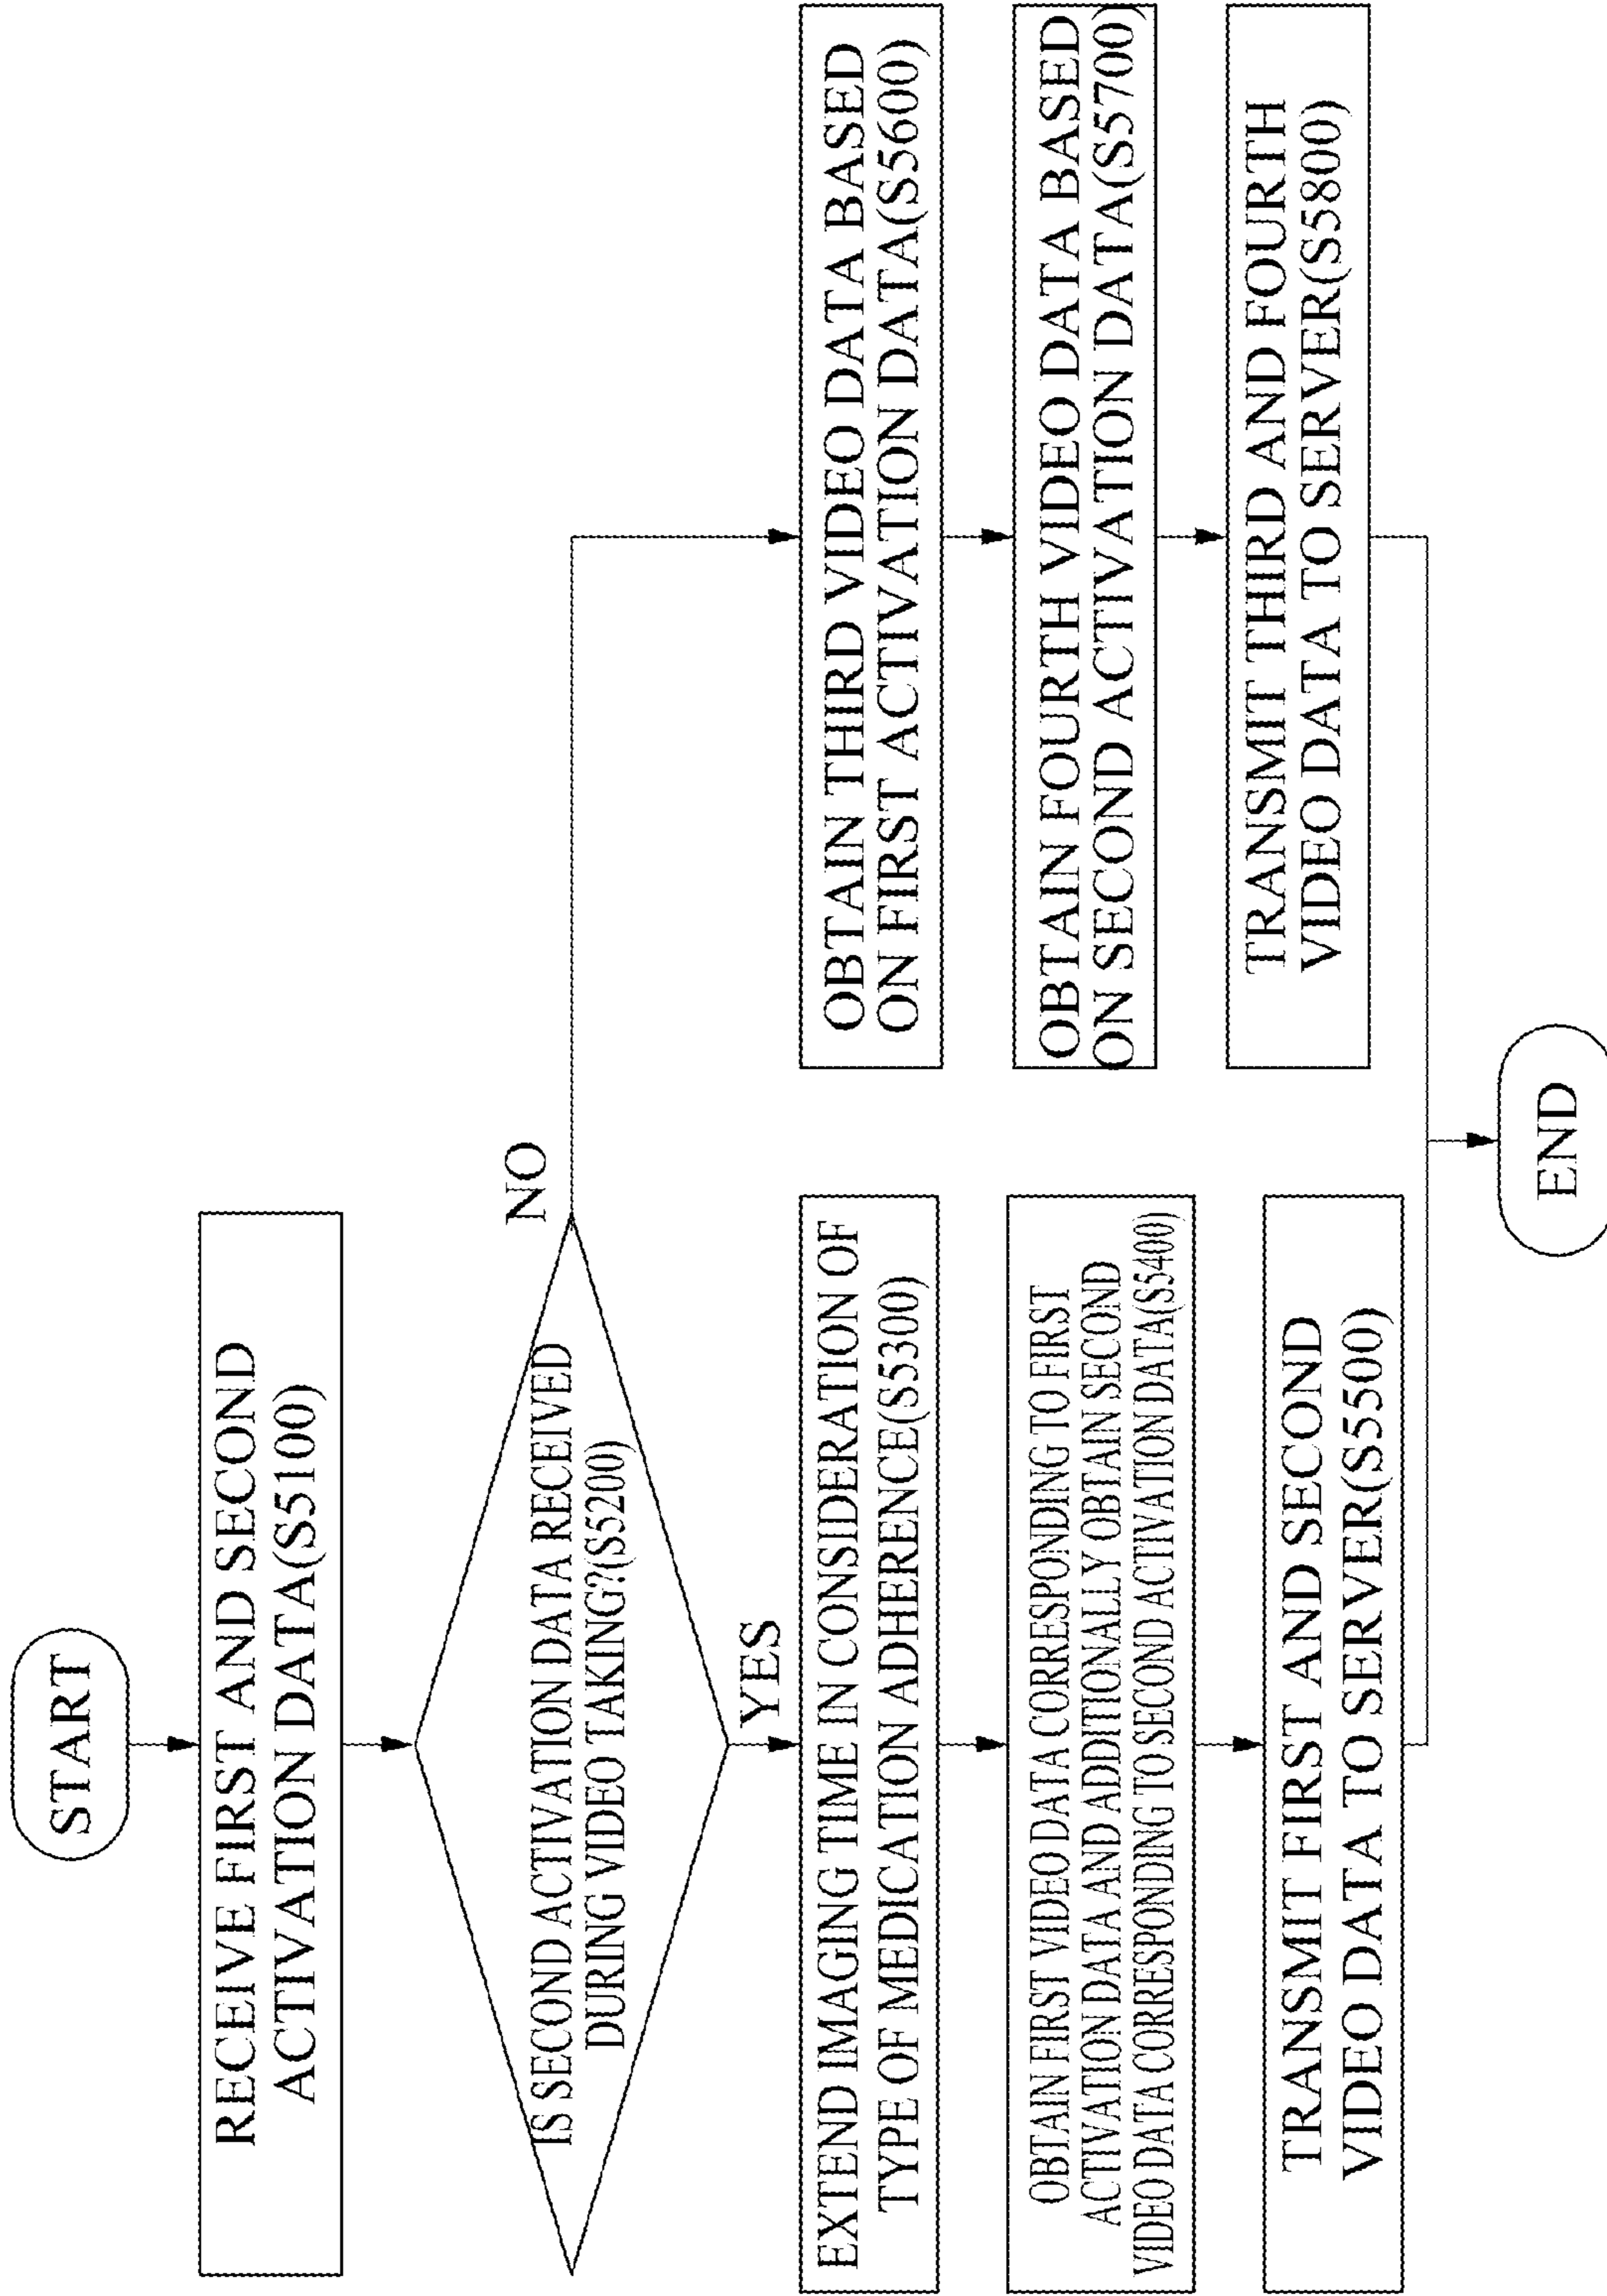 START
RECEIVE FIRST AND SECOND
ACTIVATION DATA(S5100)
IS SECOND ACTIVATION DATA RECEIVED
DURING VIDEO TAKING?(S5200)
YES
NO
EXTEND IMAGING TIME IN CONSIDERATION OF
TYPE OF MEDICATION ADHERENCE(S5300)
OBTAIN FIRST VIDEO DATA CORRESPONDING TO FIRST
ACTIVATION DATA AND ADDITIONALLY OBTAIN SECOND
VIDEO DATA CORRESPONDING TO SECOND ACTIVATION DATA(S5400)
TRANSMIT FIRST AND SECOND
VIDEO DATA TO SERVER(S5500)
OBTAIN THIRD VIDEO DATA BASED
ON FIRST ACTIVATION DATA(S5600)
OBTAIN FOURTH VIDEO DATA BASED
ON SECOND ACTIVATION DATA(S5700)
TRANSMIT THIRD AND FOURTH
VIDEO DATA TO SERVER(S5800)
END